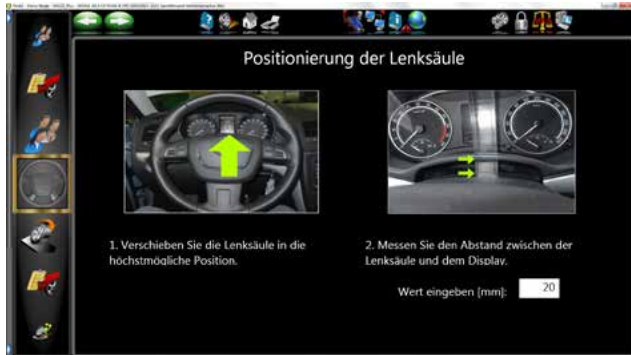 Positionierung der Lenksäule
1. Verschieben Sie die Lenksäule in die
höchstmögliche Position.
2. Messen Sie den Abstand zwischen der
Lenksäule und dem Display.
Wert eingeben [mm]: 20